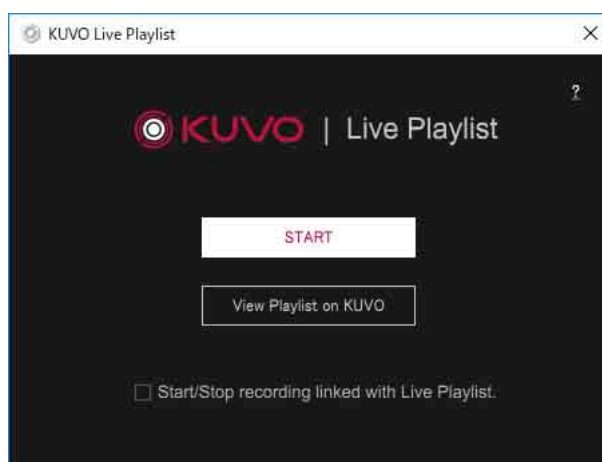 KUVO Live Playlist
?
KUVO | Live Playlist
START
View Playlist on KUVO
Start/Stop recording linked with Live Playlist.